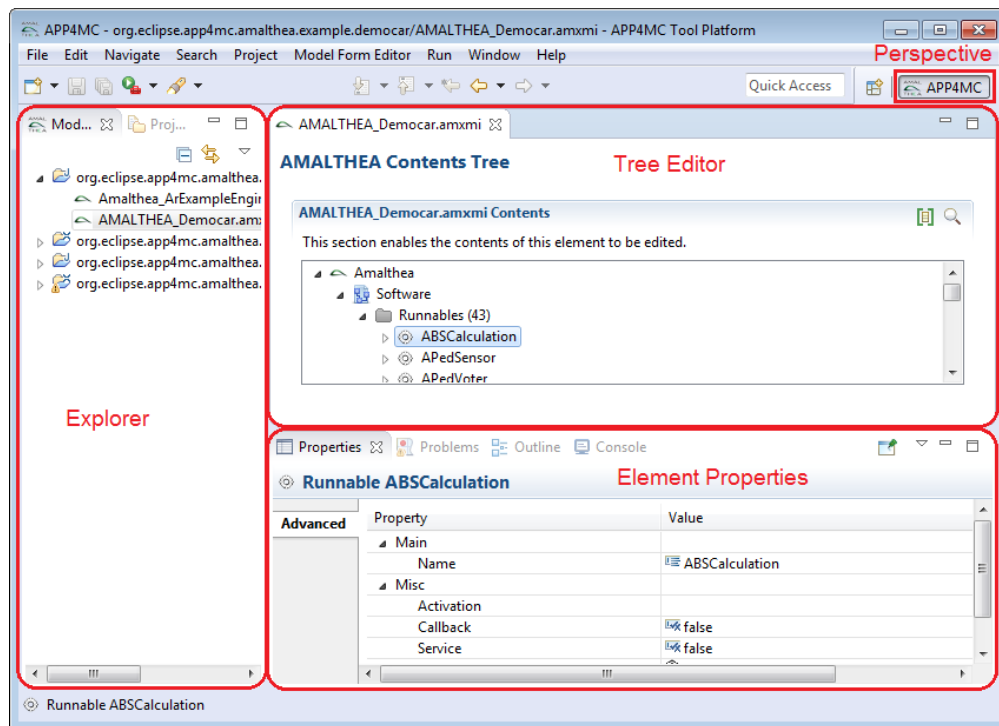 APP4MC - org.eclipse.app4mc.amalthea.example.democar/AMALTHEA_Democar.amxmi - APP4MC Tool Platform
File Edit Navigate Search Project Model Form Editor Run Window Help
Perspective
Quick Access
APP4MC
Mod...
Proj...
org.eclipse.app4mc.amalthea.
Amalthea_ArExampleEngin
AMALTHEA_Democar.am
org.eclipse.app4mc.amalthea.
org.eclipse.app4mc.amalthea.
org.eclipse.app4mc.amalthea.
Explorer
AMALTHEA_Democar.amxmi
AMALTHEA Contents Tree
Tree Editor
AMALTHEA_Democar.amxmi Contents
This section enables the contents of this element to be edited.
Amalthea
Software
Runnables (43)
ABSCalculation
APedSensor
APedVoter
Properties Problems Outline Console
Runnable ABSCalculation
Element Properties
Advanced
Property Value
Main
Name ABSCalculation
Misc
Activation
Callback false
Service false
Runnable ABSCalculation